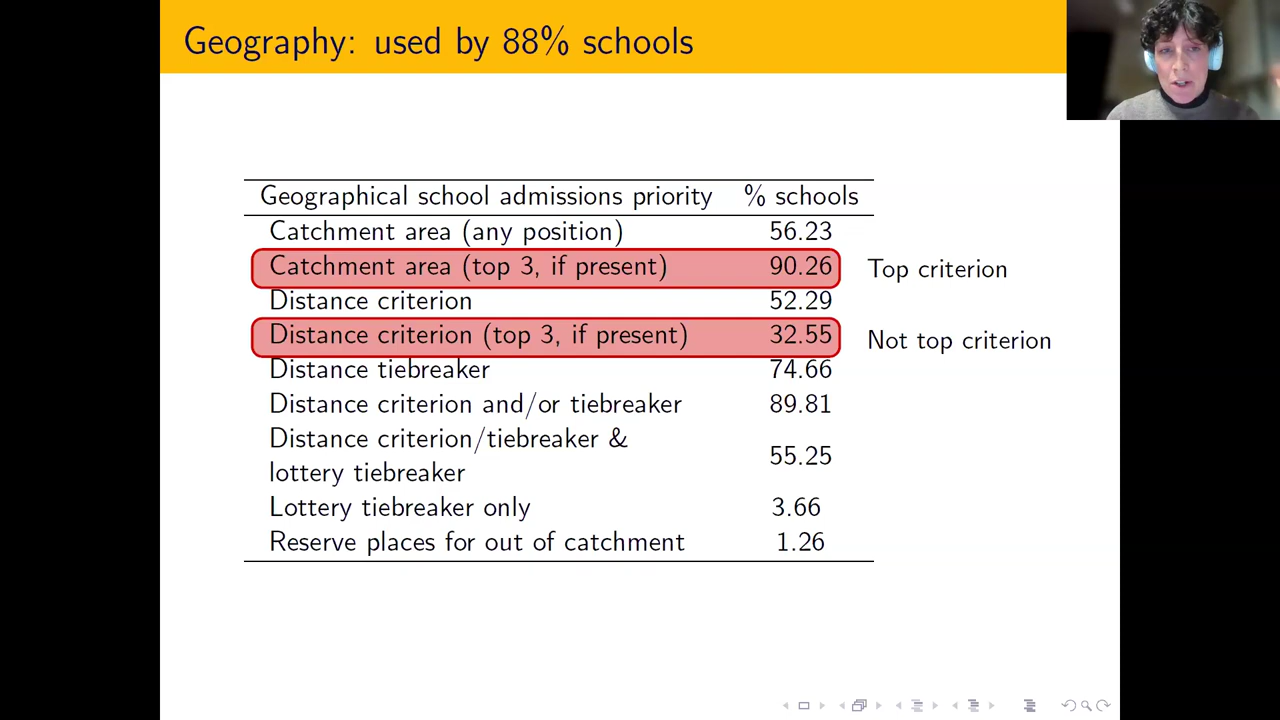 Geography: used by 88% schools
Geographical school admissions priority % schools
Catchment area (any position) 56.23
Catchment area (top 3, if present) 90.26 Top criterion
Distance criterion 52.29
Distance criterion (top 3, if present) 32.55 Not top criterion
Distance tiebreaker 74.66
Distance criterion and/or tiebreaker 89.81
Distance criterion/tiebreaker &
lottery tiebreaker 55.25
Lottery tiebreaker only 3.66
Reserve places for out of catchment 1.26